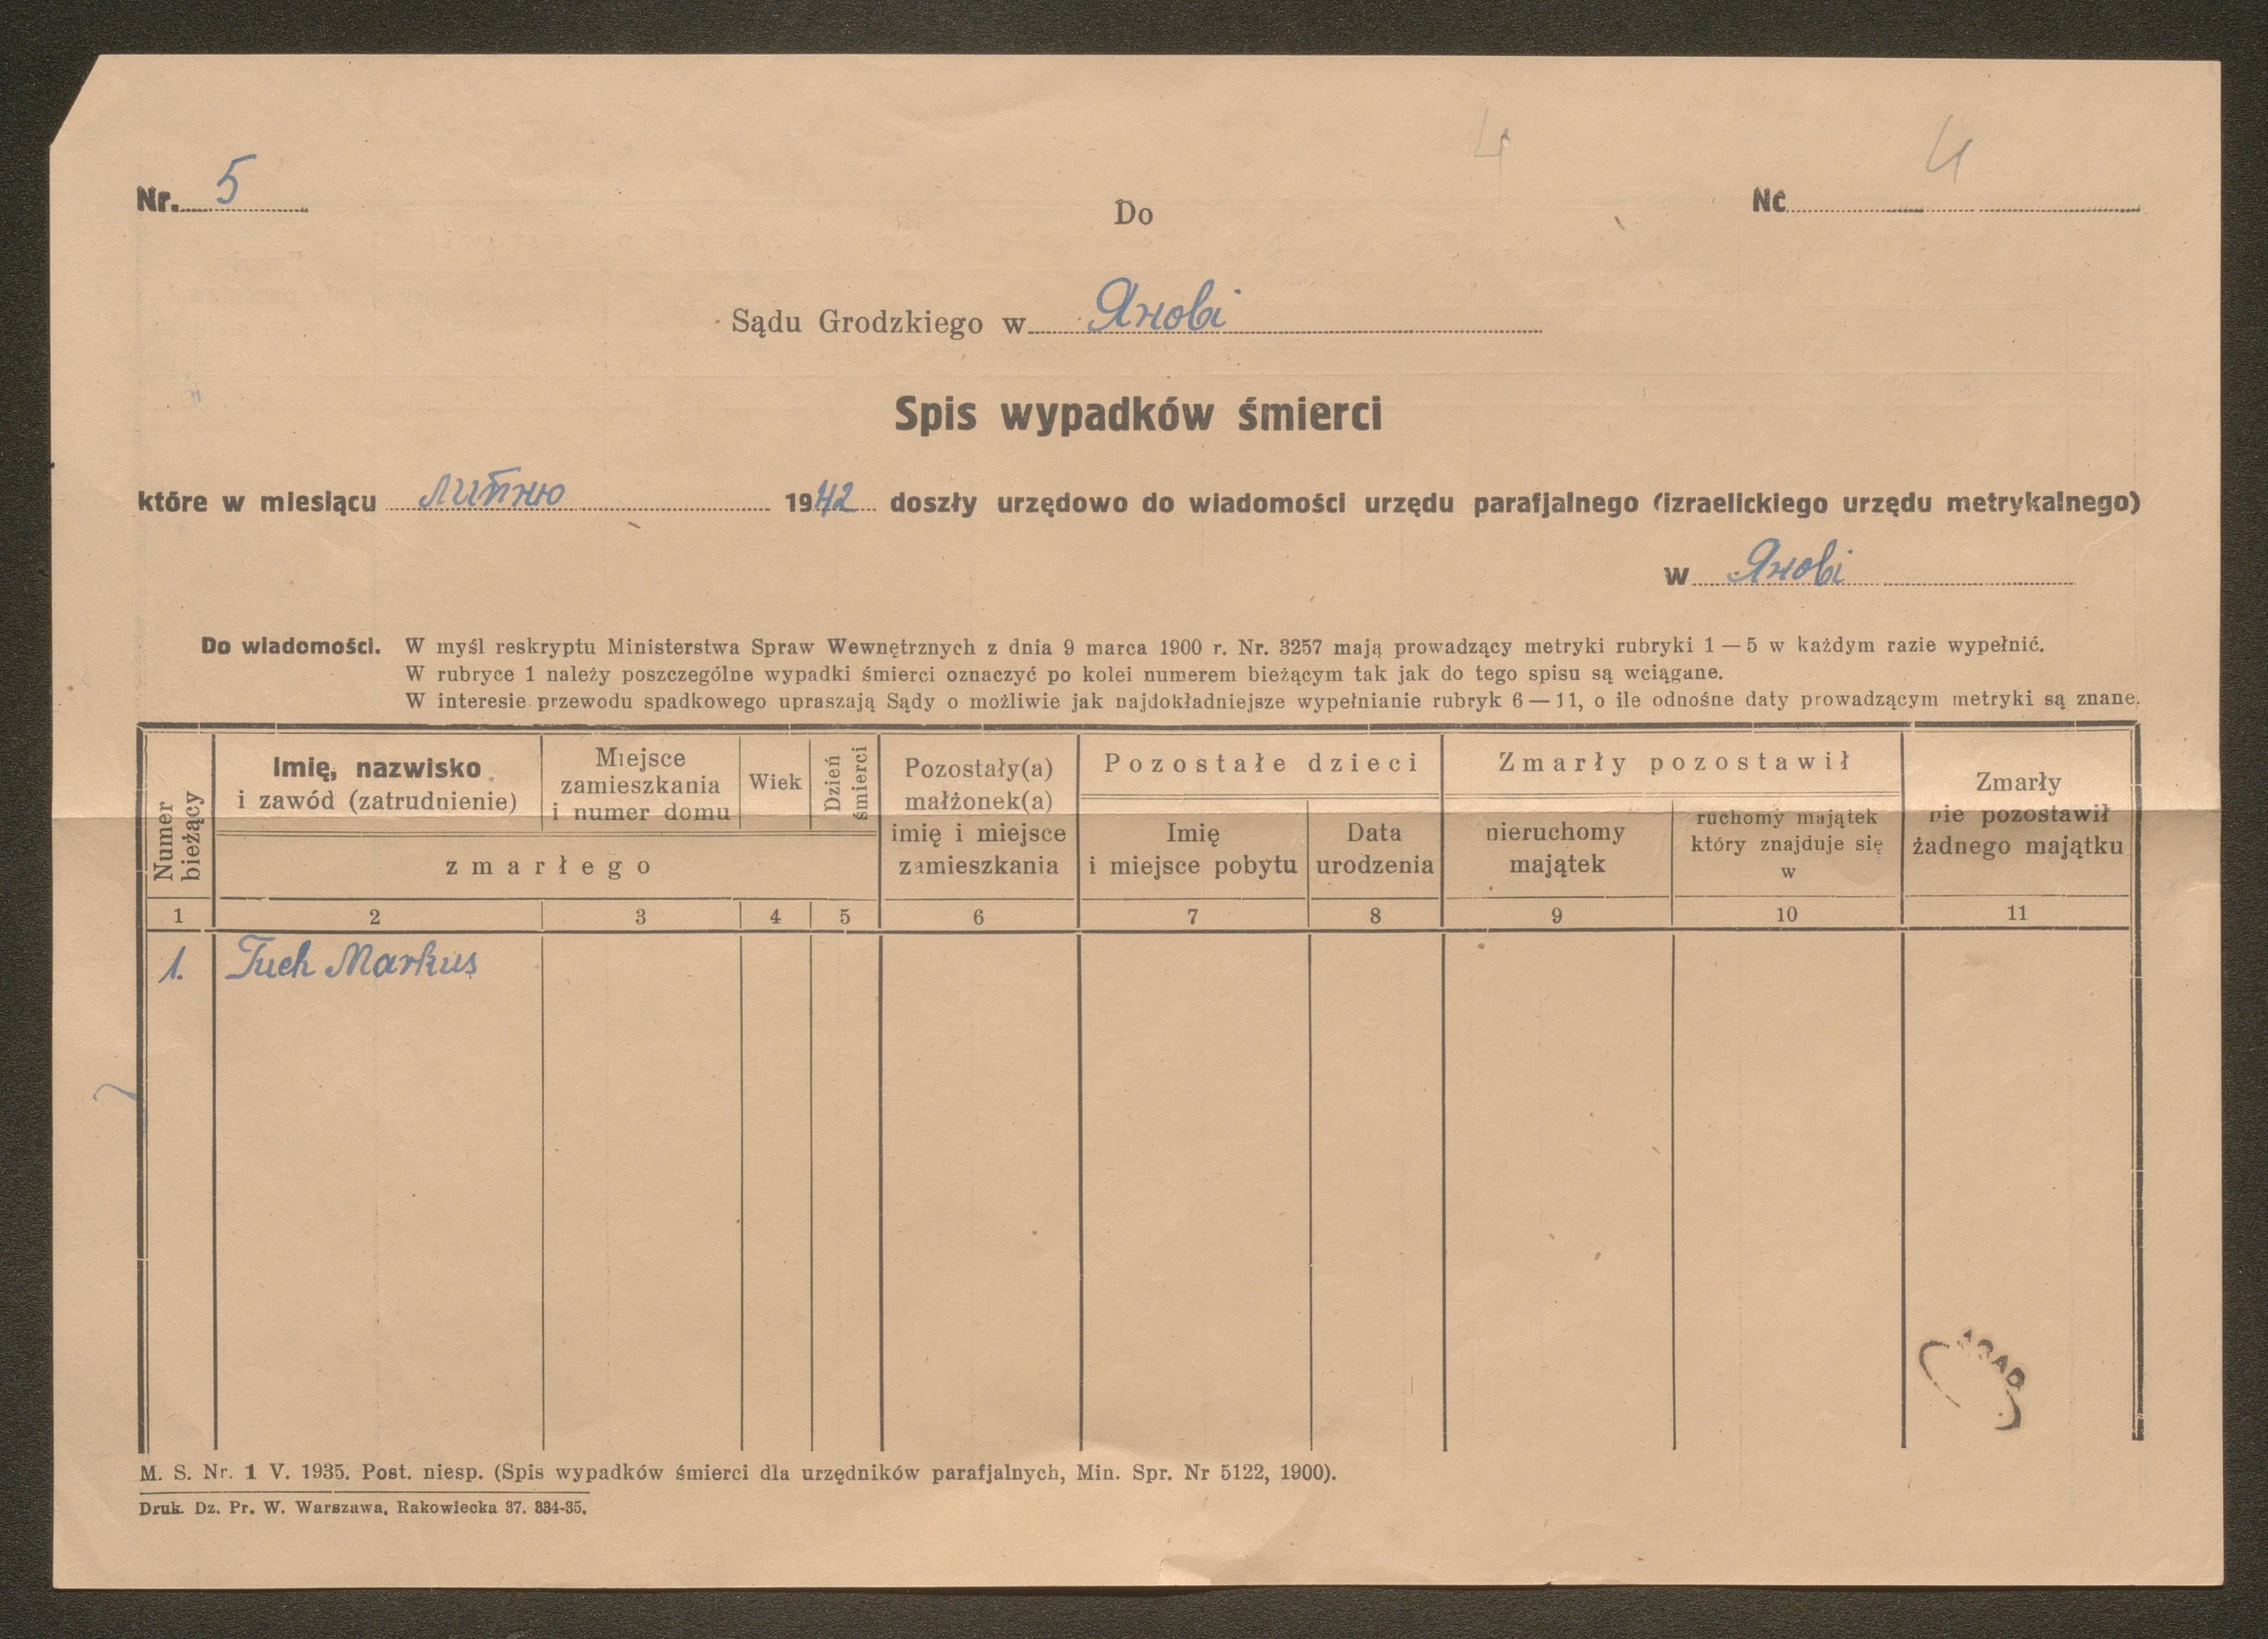 Nr. 5
4
4
Do
Nc
Sądu Grodzkiego w Янові
Spis wypadków śmierci
które w miesiącu липню 1942 doszły urzędowo do wiadomości urzędu parafjalnego (izraelickiego urzędu metrykalnego)
w Янові
Do wiadomości. W myśl reskryptu Ministerstwa Spraw Wewnętrznych z dnia 9 marca 1900 r. Nr. 3257 mają prowadzący metryki rubryki 1 — 5 w każdym razie wypełnić.
W rubryce 1 należy poszczególne wypadki śmierci oznaczyć po kolei numerem bieżącym tak jak do tego spisu są wciągane.
W interesie przewodu spadkowego upraszają Sądy o możliwie jak najdokładniejsze wypełnianie rubryk 6 — 11, o ile odnośne daty prowadzącym metryki są znane.
Numer
bieżący
Imię, nazwisko
i zawód (zatrudnienie)
Miejsce
zamieszkania
i numer domu
Wiek
Dzień
śmierci
zmarłego
Pozostały(a)
małżonek(a)
imię i miejsce
zamieszkania
Pozostałe dzieci
Imię
i miejsce pobytu
Data
urodzenia
Zmarły pozostawił
nieruchomy
majątek
ruchomy majątek
który znajduje się
w
Zmarły
nie pozostawił
żadnego majątku
1 2 3 4 5 6 7 8 9 10 11
1. Tuch Markus
AGAD
M. S. Nr. 1 V. 1935. Post. niesp. (Spis wypadków śmierci dla urzędników parafjalnych, Min. Spr. Nr 5122, 1900).
Druk. Dz. Pr. W. Warszawa, Rakowiecka 37. 334-35.